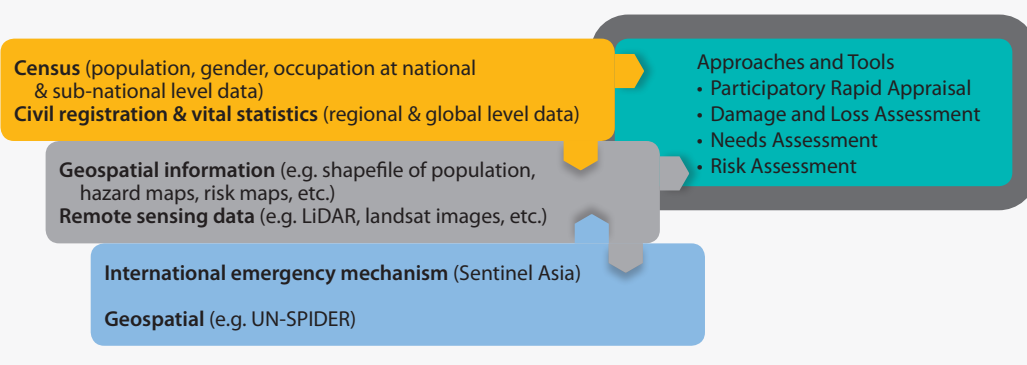 Census (population, gender, occupation at national
& sub-national level data)
Civil registration & vital statistics (regional & global level data)
Geospatial information (e.g. shapefile of population,
hazard maps, risk maps, etc.)
Remote sensing data (e.g. LiDAR, landsat images, etc.)
International emergency mechanism (Sentinel Asia)
Geospatial (e.g. UN-SPIDER)
Approaches and Tools
• Participatory Rapid Appraisal
• Damage and Loss Assessment
• Needs Assessment
• Risk Assessment